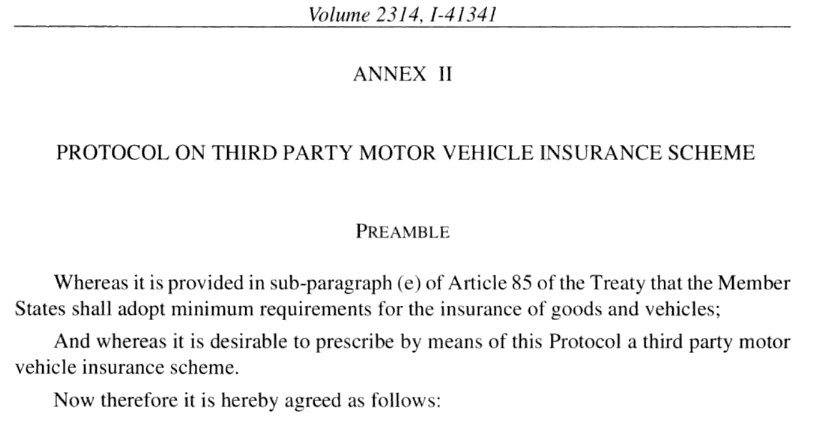 Volume 2314, I-41341
ANNEX II
PROTOCOL ON THIRD PARTY MOTOR VEHICLE INSURANCE SCHEME
PREAMBLE
Whereas it is provided in sub-paragraph (e) of Article 85 of the Treaty that the Member
States shall adopt minimum requirements for the insurance of goods and vehicles;
And whereas it is desirable to prescribe by means of this Protocol a third party motor
vehicle insurance scheme.
Now therefore it is hereby agreed as follows: